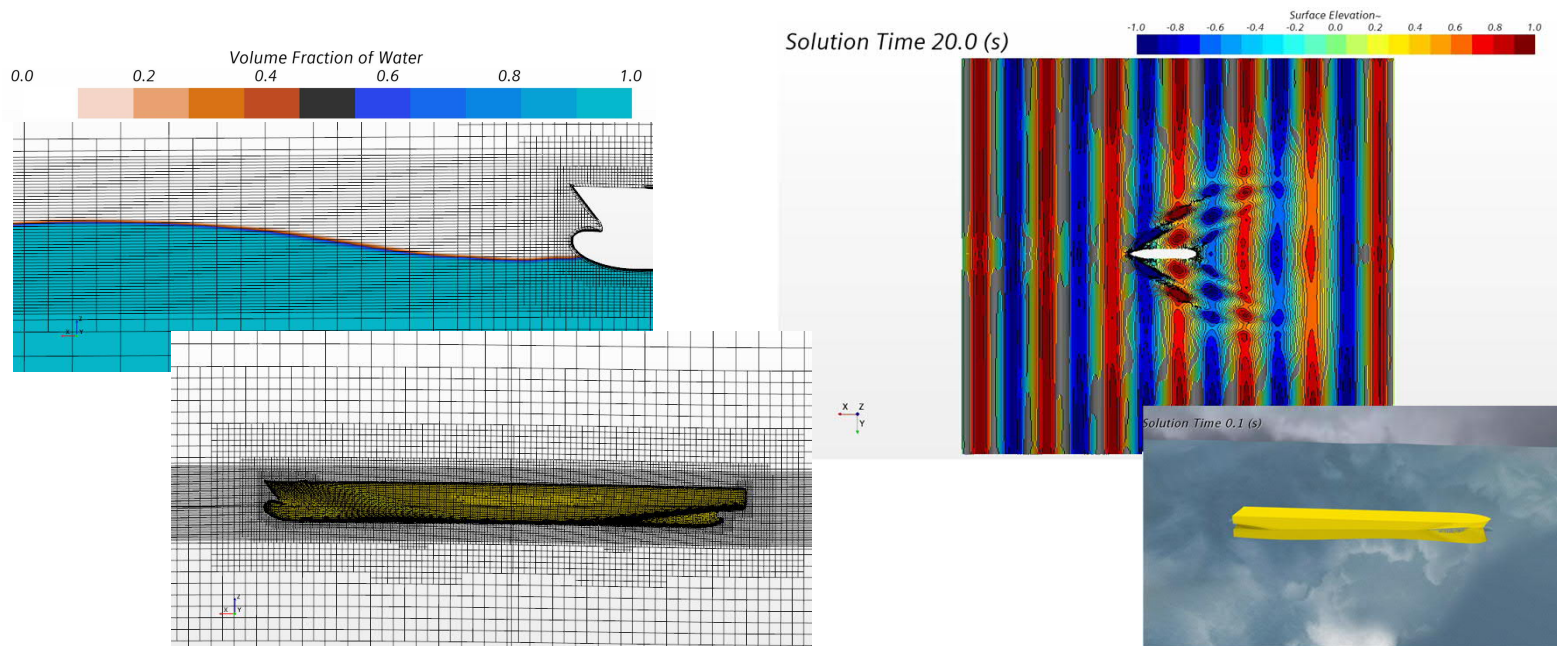 Volume Fraction of Water
0.0 0.2 0.4 0.6 0.8 1.0
Solution Time 20.0 (s)
Surface Elevation~
-1.0 -0.8 -0.6 -0.4 -0.2 0.0 0.2 0.4 0.6 0.8 1.0
X Z
Y
Z
X Y
Z
X Y
Solution Time 0.1 (s)